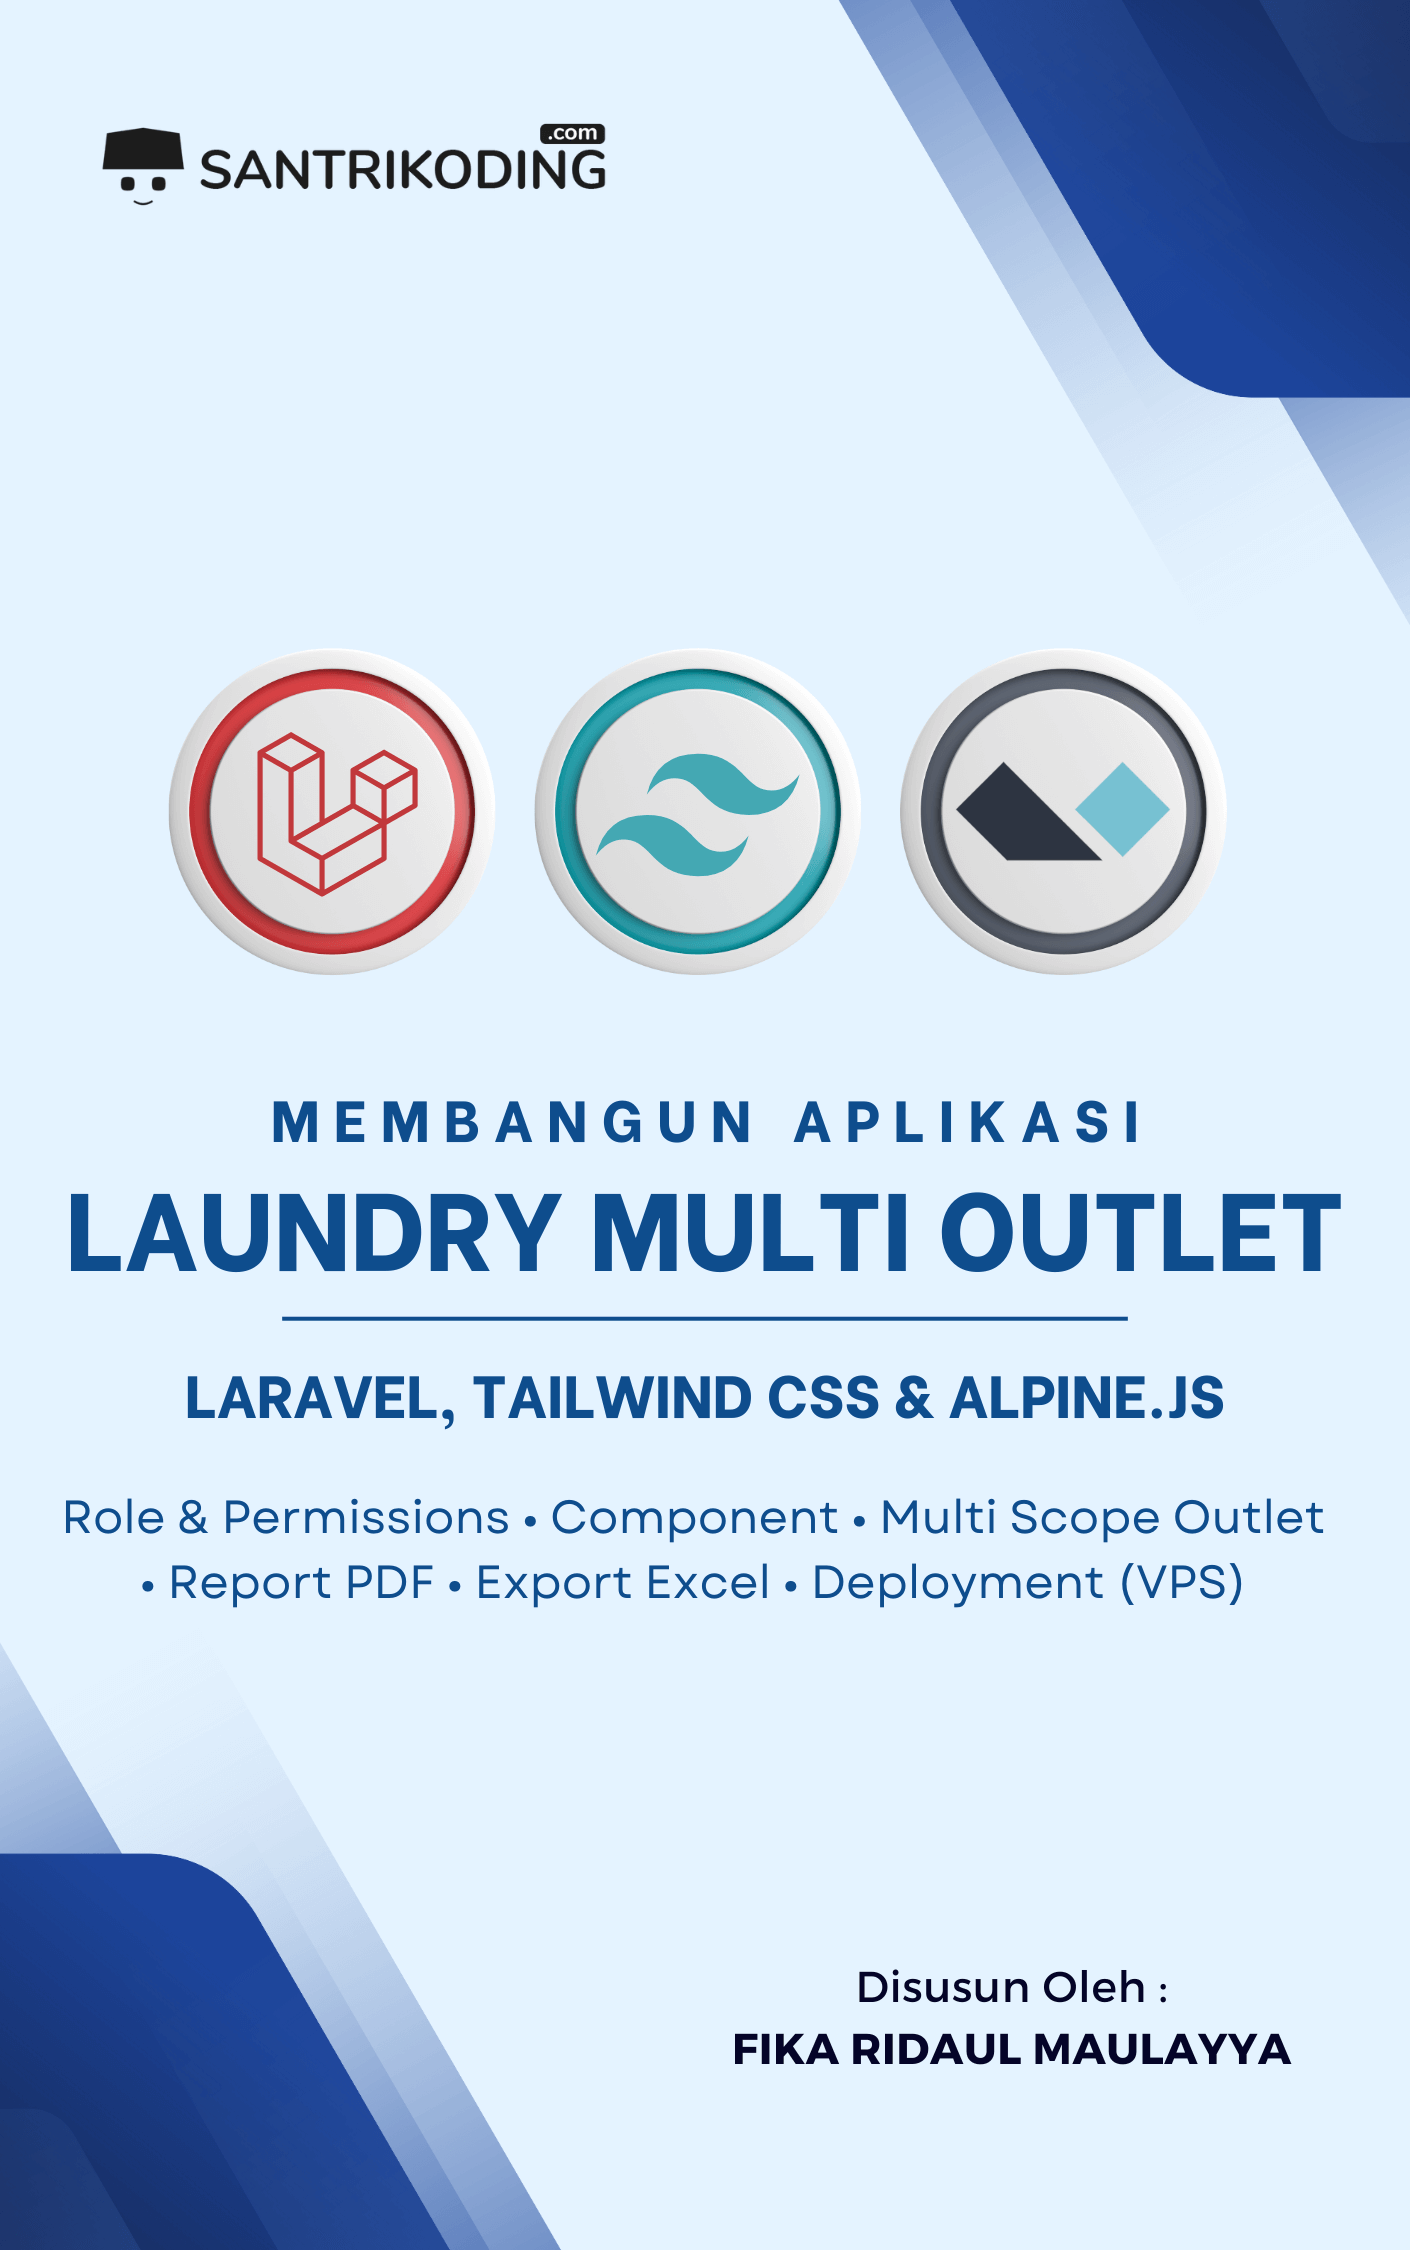 .com
SANTRIKODING
MEMBANGUN APLIKASI
LAUNDRY MULTI OUTLET
LARAVEL, TAILWIND CSS & ALPINE.JS
Role & Permissions • Component • Multi Scope Outlet
• Report PDF • Export Excel • Deployment (VPS)
Disusun Oleh :
FIKA RIDAUL MAULAYYA